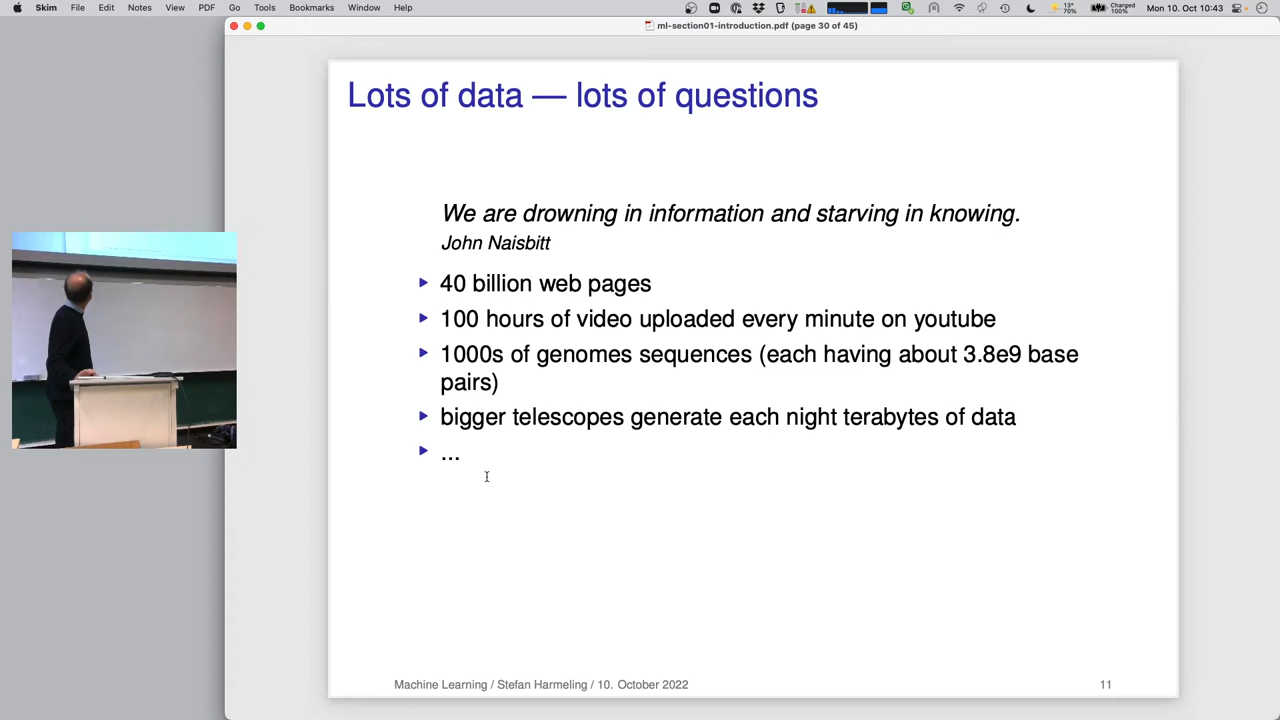 Skim File Edit Notes View PDF Go Tools Bookmarks Window Help 13° 70% Charged 100% Mon 10. Oct 10:43
ml-section01-introduction.pdf (page 30 of 45)
Lots of data — lots of questions
We are drowning in information and starving in knowing.
John Naisbitt
40 billion web pages
100 hours of video uploaded every minute on youtube
1000s of genomes sequences (each having about 3.8e9 base
pairs)
bigger telescopes generate each night terabytes of data
...
Machine Learning / Stefan Harmeling / 10. October 2022 11